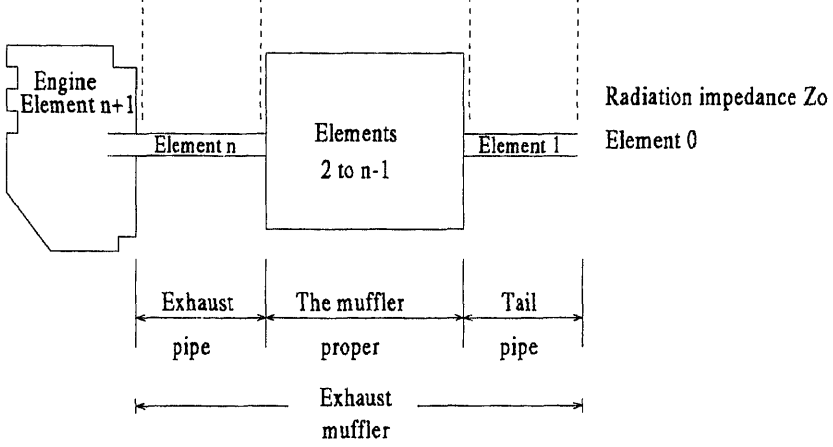 Engine
Element n+1
Element n
Elements
2 to n-1
Element 1
Radiation impedance Zo
Element 0
Exhaust
pipe
The muffler
proper
Tail
pipe
Exhaust
muffler